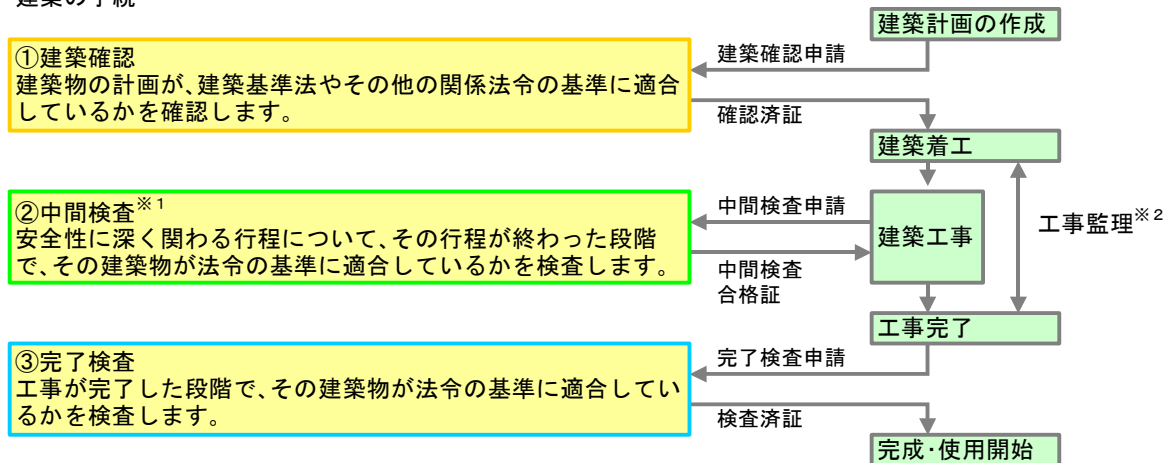 建築の手続
建築計画の作成
①建築確認
建築物の計画が、建築基準法やその他の関係法令の基準に適合
しているかを確認します。
建築確認申請
確認済証
建築着工
②中間検査※1
安全性に深く関わる行程について、その行程が終わった段階
で、その建築物が法令の基準に適合しているかを検査します。
中間検査申請
中間検査
合格証
建築工事
工事監理※2
工事完了
③完了検査
工事が完了した段階で、その建築物が法令の基準に適合してい
るかを検査します。
完了検査申請
検査済証
完成・使用開始